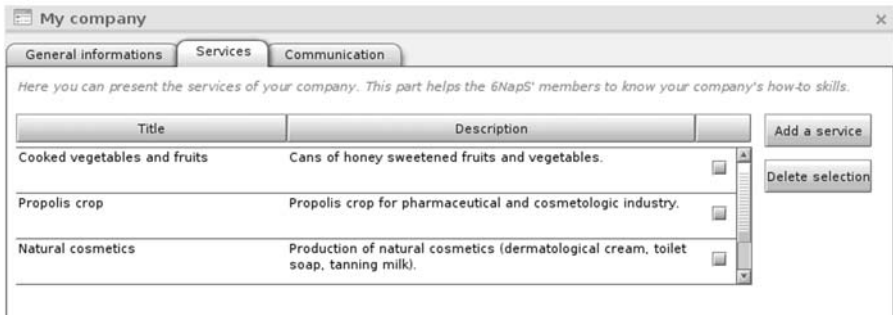 My company
General informations Services Communication
Here you can present the services of your company. This part helps the 6NapS' members to know your company's how-to skills.
Title Description Add a service
Cooked vegetables and fruits Cans of honey sweetened fruits and vegetables.
Delete selection
Propolis crop Propolis crop for pharmaceutical and cosmetologic industry.
Natural cosmetics Production of natural cosmetics (dermatological cream, toilet
soap, tanning milk).